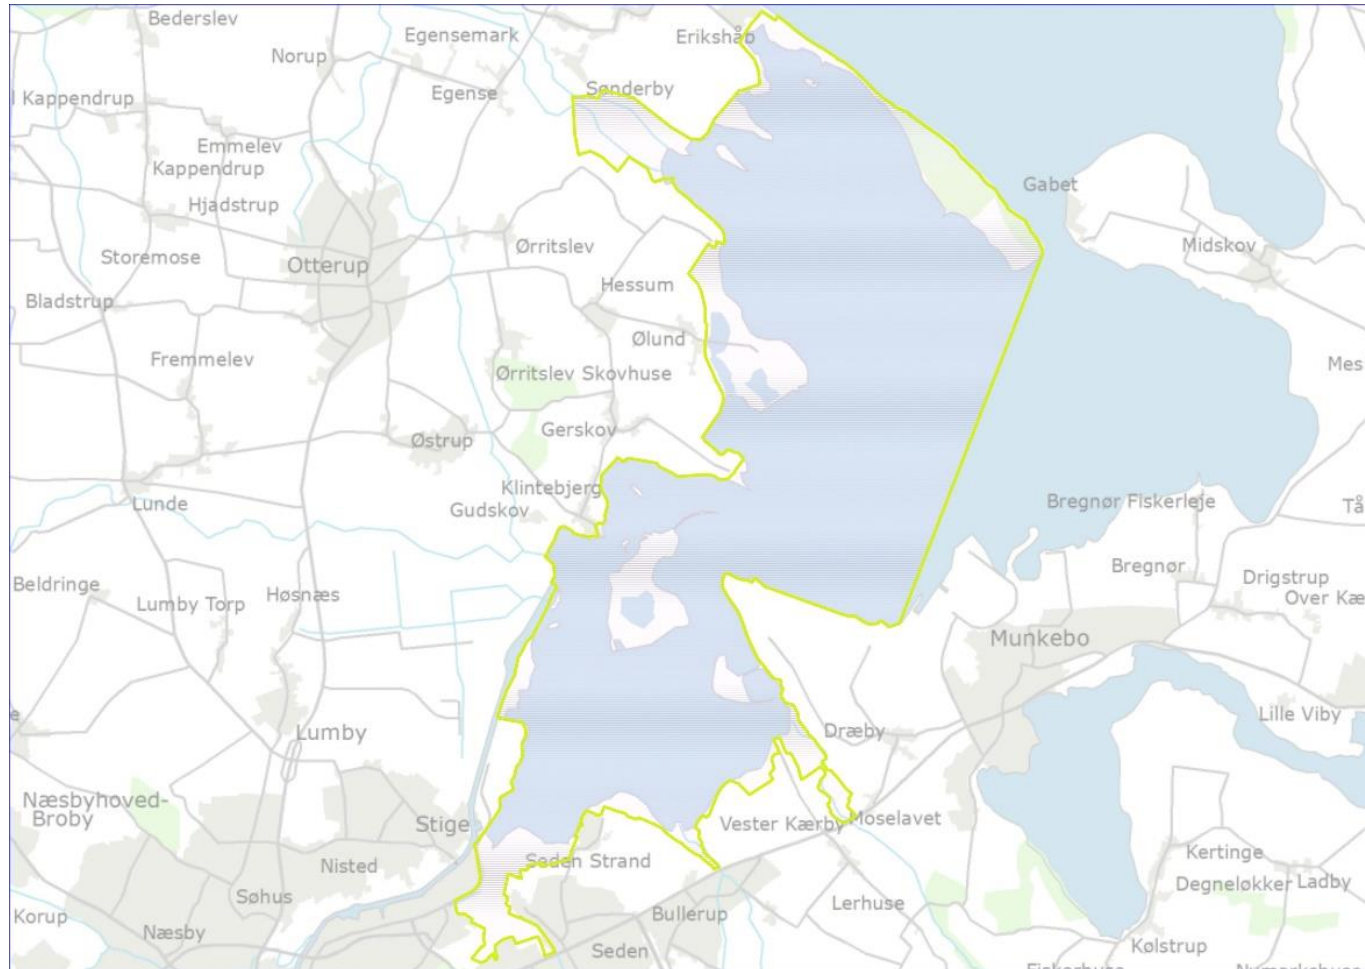 Bederslev
Egensemark
Erikshåb
Norup
Sønderby
Egense
Kappendrup
Emmelev
Kappendrup
Gabet
Hjadstrup
Ørritslev
Midskov
Storemose
Otterup
Hessum
Bladstrup
Ølund
Fremmelev
Mes
Ørritslev Skovhuse
Gerskov
Østrup
Klintebjerg
Lunde
Gudskov
Bregnør Fiskerleje
Tå
Bregnør
Beldringe
Drigstrup
Høsnæs
Over Kæ
Lumby Torp
Munkebo
Lille Viby
Lumby
Dræby
Næsbyhoved-
Broby
Stige
Vester Kærby
Moselavet
Seden Strand
Kertinge
Nisted
Degneløkker
Ladby
Søhus
Lerhuse
Korup
Bullerup
Næsby
Seden
Kølstrup